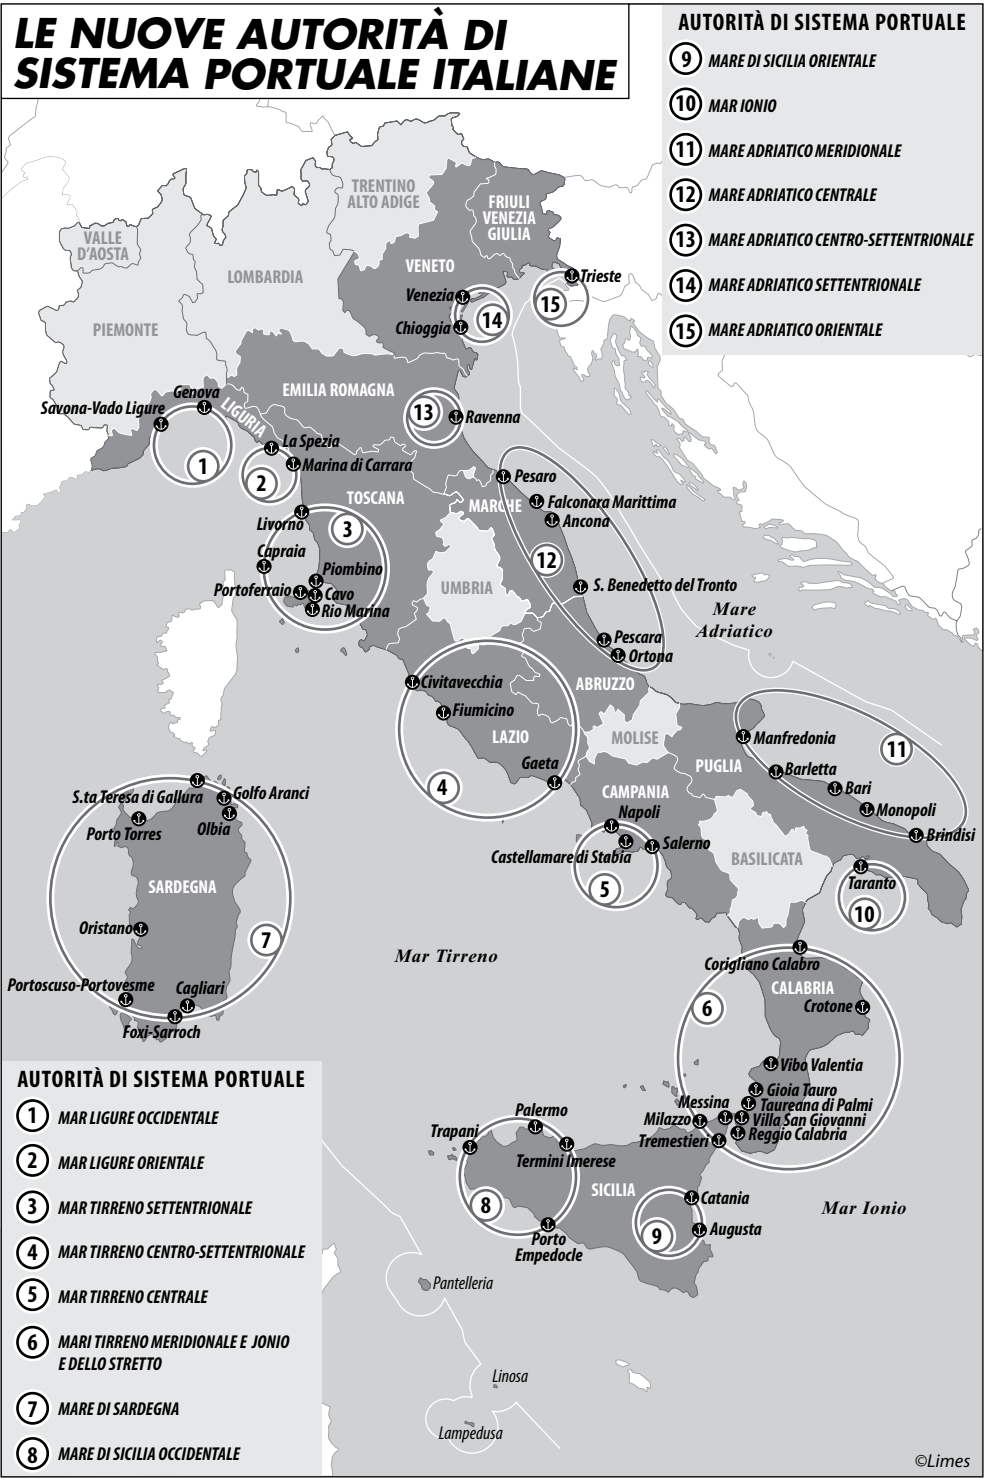 LE NUOVE AUTORITÀ DI
SISTEMA PORTUALE ITALIANE
AUTORITÀ DI SISTEMA PORTUALE
9 MARE DI SICILIA ORIENTALE
10 MAR IONIO
11 MARE ADRIATICO MERIDIONALE
12 MARE ADRIATICO CENTRALE
13 MARE ADRIATICO CENTRO-SETTENTRIONALE
14 MARE ADRIATICO SETTENTRIONALE
15 MARE ADRIATICO ORIENTALE
TRENTINO
ALTO ADIGE
FRIULI
VENEZIA
GIULIA
VALLE
D'AOSTA
LOMBARDIA
VENETO
PIEMONTE
Trieste
Venezia
Chioggia
14
15
EMILIA ROMAGNA
Genova
Savona-Vado Ligure
LIGURIA
13
Ravenna
1
La Spezia
Marina di Carrara
2
TOSCANA
Pesaro
MARCHE
Falconara Marittima
Ancona
Livorno
3
Capraia
Piombino
Portoferraio
Cavo
Rio Marina
12
UMBRIA
S. Benedetto del Tronto
Mare
Adriatico
Pescara
Ortona
Civitavecchia
Fiumicino
LAZIO
ABRUZZO
MOLISE
Gaeta
4
Manfredonia
11
PUGLIA
Barletta
Bari
Monopoli
Brindisi
CAMPANIA
Napoli
Castellamare di Stabia
Salerno
5
BASILICATA
Taranto
10
S.ta Teresa di Gallura
Golfo Aranci
Porto Torres
Olbia
SARDEGNA
Oristano
7
Portoscuso-Portovesme
Cagliari
Foxi-Sarroch
Mar Tirreno
Corigliano Calabro
CALABRIA
6
Crotone
Vibo Valentia
Gioia Tauro
Taureana di Palmi
Messina
Villa San Giovanni
Milazzo
Reggio Calabria
Tremestieri
Palermo
Trapani
Termini Imerese
SICILIA
8
Catania
Augusta
9
Porto
Empedocle
Mar Ionio
Pantelleria
Linosa
Lampedusa
AUTORITÀ DI SISTEMA PORTUALE
1 MAR LIGURE OCCIDENTALE
2 MAR LIGURE ORIENTALE
3 MAR TIRRENO SETTENTRIONALE
4 MAR TIRRENO CENTRO-SETTENTRIONALE
5 MAR TIRRENO CENTRALE
6 MARI TIRRENO MERIDIONALE E JONIO
E DELLO STRETTO
7 MARE DI SARDEGNA
8 MARE DI SICILIA OCCIDENTALE
©Limes